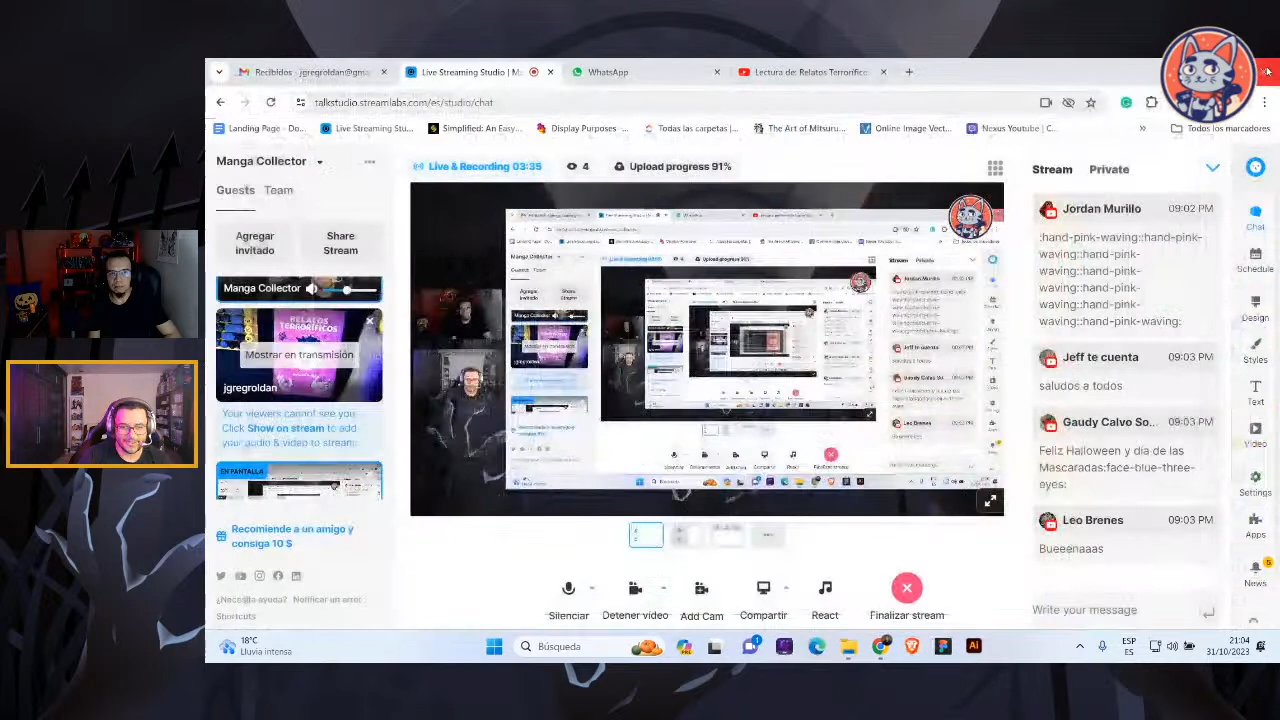 Recibidos - jgregroldan@gma
Live Streaming Studio | Ma
WhatsApp
Lectura de: Relatos Terrorífico
talkstudio.streamlabs.com/es/studio/chat
Landing Page - Do...
Live Streaming Stu...
Simplified: An Easy...
Display Purposes -...
Todas las carpetas |...
The Art of Mitsuru...
Online Image Vect...
Nexus Youtube | C...
Todos los marcadores
Manga Collector
Live & Recording 03:35
4
Upload progress 91%
Stream
Private
Guests
Team
Agregar
invitado
Share
Stream
Manga Collector
RELATOS
TERRORÍFICOS
Mostrar en transmisión
jgregroldan
Your viewers cannot see you
Click Show on stream to add
your audio & video to stream.
EN PANTALLA
Recomiende a un amigo y
consiga 10 $
¿Necesita ayuda?
Notificar un error
Shortcuts
Jordan Murillo
09:02 PM
:hand-pink-
waving::hand-pink-
waving::hand-pink-
waving::hand-pink-
waving::hand-pink-
waving::hand-pink-waving:
Jeff te cuenta
09:03 PM
saludos a todos
Gaudy Calvo So...
09:03 PM
Feliz Halloween y día de las
Mascaradas:face-blue-three-
eyes:
Leo Brenes
09:03 PM
Bueeenaaas
Write your message
Chat
Schedule
Design
Styles
Text
Video
Settings
Apps
5
News
Silenciar
Detener video
Add Cam
Compartir
React
Finalizar stream
18°C
Lluvia intensa
Búsqueda
1
ESP
ES
21:04
31/10/2023